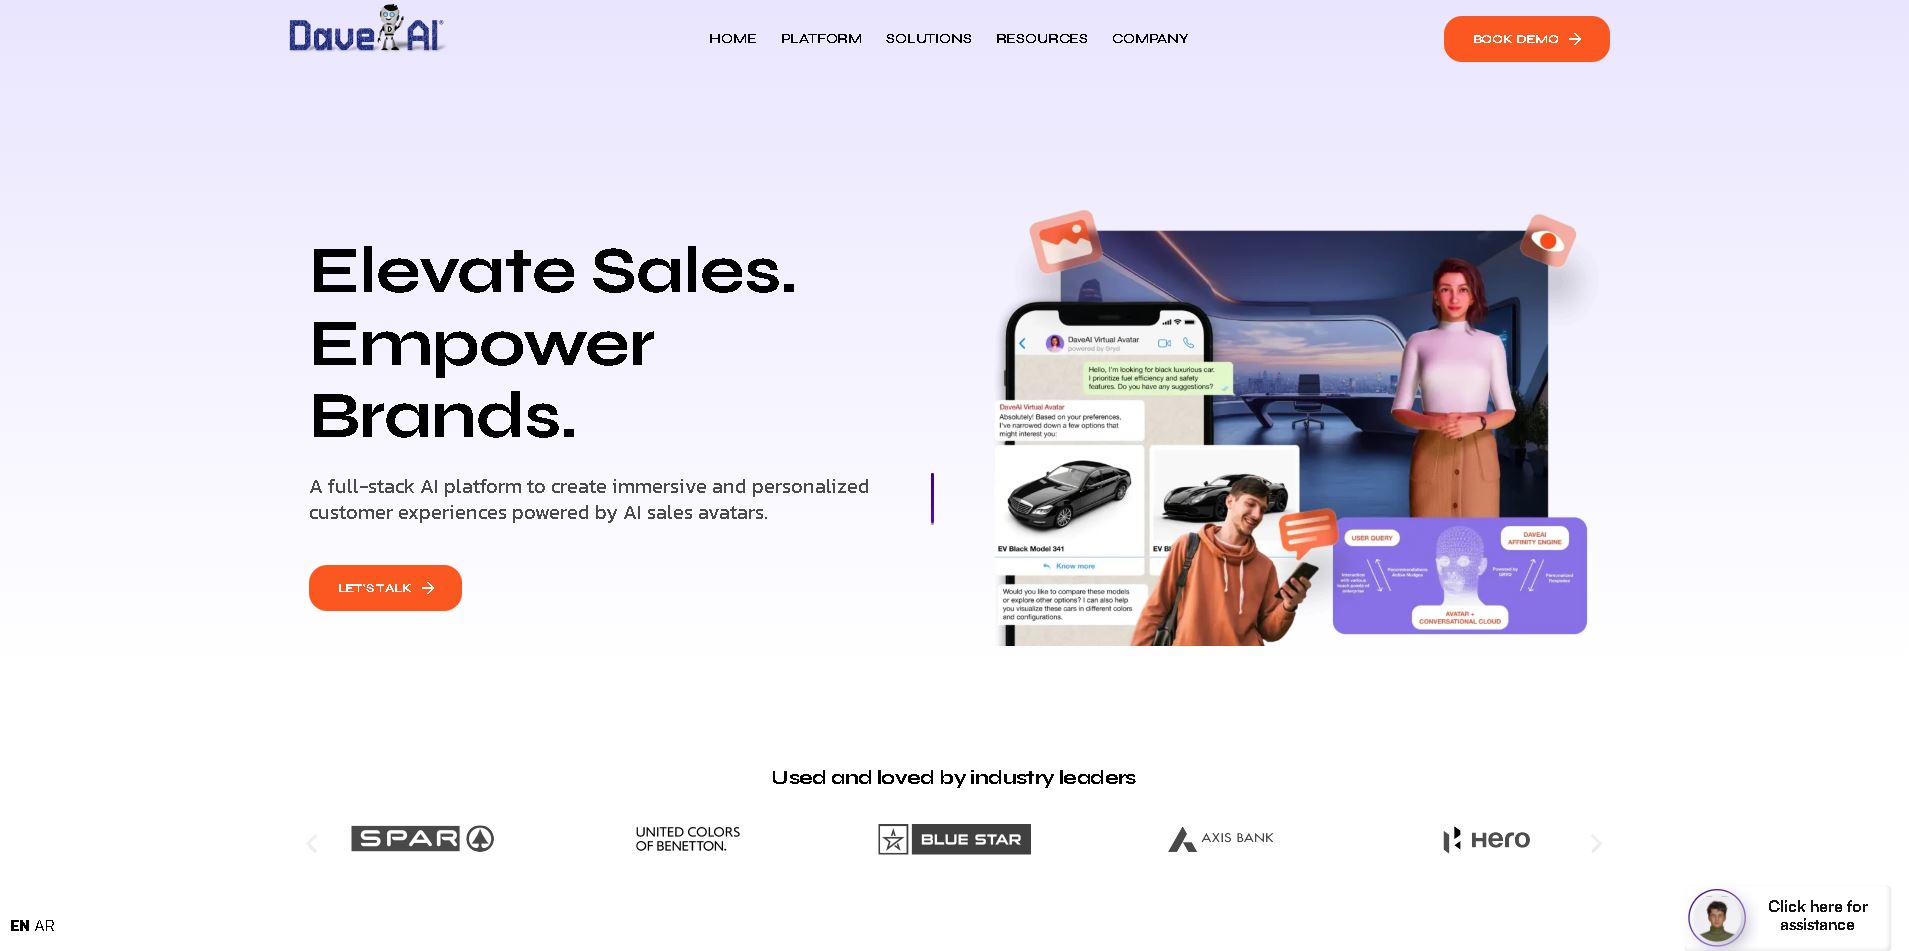 DaveAI
HOME
PLATFORM
SOLUTIONS
RESOURCES
COMPANY
BOOK DEMO
Elevate Sales.
Empower
Brands.
A full-stack AI platform to create immersive and personalized
customer experiences powered by AI sales avatars.
LET'S TALK
DaveAI Virtual Avatar
powered by Gryd
Hello, I'm looking for black luxurious car.
I prioritize fuel efficiency and safety
features. Do you have any suggestions?
DaveAI Virtual Avatar
Absolutely! Based on your preferences,
I've narrowed down a few options that
might interest you:
EV Black Model 341
EV Bl
Know more
Would you like to compare these models
or explore other options? I can also help
you visualize these cars in different colors
and configurations.
USER QUERY
DAVEAI
AFFINITY ENGINE
Interaction
with various
touch points of
enterprise
Recommendations
Active Nudges
Powered by
GRYD
Personalized
Responses
AVATAR +
CONVERSATIONAL CLOUD
Used and loved by industry leaders
SPAR
UNITED COLORS
OF BENETTON.
BLUE STAR
AXIS BANK
Hero
EN AR
Click here for
assistance